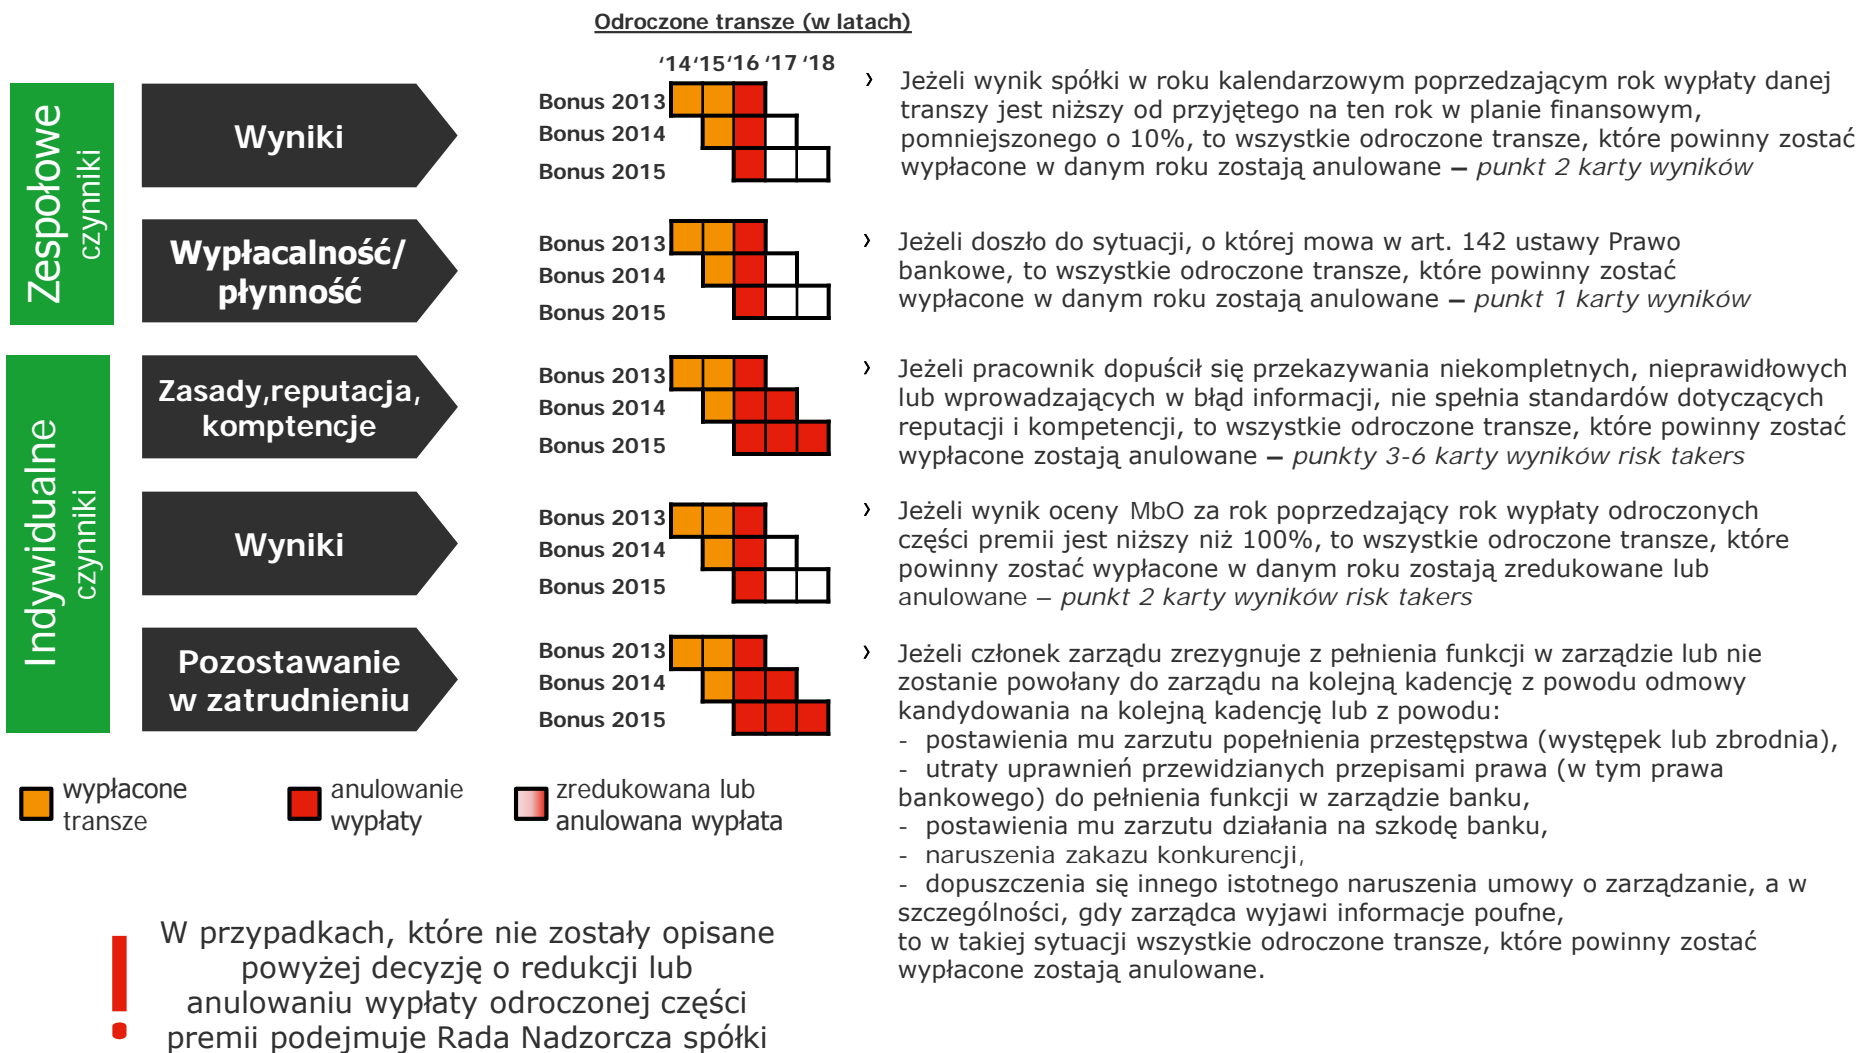 Odroczone transze (w latach)
‘14‘15‘16 ‘17 ‘18
Zespołowe
czynniki
Wyniki
Bonus 2013
Bonus 2014
Bonus 2015
› Jeżeli wynik spółki w roku kalendarzowym poprzedzającym rok wypłaty danej
transzy jest niższy od przyjętego na ten rok w planie finansowym,
pomniejszonego o 10%, to wszystkie odroczone transze, które powinny zostać
wypłacone w danym roku zostają anulowane – punkt 2 karty wyników
Wypłacalność/
płynność
Bonus 2013
Bonus 2014
Bonus 2015
› Jeżeli doszło do sytuacji, o której mowa w art. 142 ustawy Prawo
bankowe, to wszystkie odroczone transze, które powinny zostać
wypłacone w danym roku zostają anulowane – punkt 1 karty wyników
Indywidualne
czynniki
Zasady,reputacja,
komptencje
Bonus 2013
Bonus 2014
Bonus 2015
› Jeżeli pracownik dopuścił się przekazywania niekompletnych, nieprawidłowych
lub wprowadzających w błąd informacji, nie spełnia standardów dotyczących
reputacji i kompetencji, to wszystkie odroczone transze, które powinny zostać
wypłacone zostają anulowane – punkty 3-6 karty wyników risk takers
Wyniki
Bonus 2013
Bonus 2014
Bonus 2015
› Jeżeli wynik oceny MbO za rok poprzedzający rok wypłaty odroczonych
części premii jest niższy niż 100%, to wszystkie odroczone transze, które
powinny zostać wypłacone w danym roku zostają zredukowane lub
anulowane – punkt 2 karty wyników risk takers
Pozostawanie
w zatrudnieniu
Bonus 2013
Bonus 2014
Bonus 2015
› Jeżeli członek zarządu zrezygnuje z pełnienia funkcji w zarządzie lub nie
zostanie powołany do zarządu na kolejną kadencję z powodu odmowy
kandydowania na kolejną kadencję lub z powodu:
- postawienia mu zarzutu popełnienia przestępstwa (występek lub zbrodnia),
- utraty uprawnień przewidzianych przepisami prawa (w tym prawa
bankowego) do pełnienia funkcji w zarządzie banku,
- postawienia mu zarzutu działania na szkodę banku,
- naruszenia zakazu konkurencji,
- dopuszczenia się innego istotnego naruszenia umowy o zarządzanie, a w
szczególności, gdy zarządca wyjawi informacje poufne,
to w takiej sytuacji wszystkie odroczone transze, które powinny zostać
wypłacone zostają anulowane.
wypłacone
transze
anulowanie
wypłaty
zredukowana lub
anulowana wypłata
!
W przypadkach, które nie zostały opisane
powyżej decyzję o redukcji lub
anulowaniu wypłaty odroczonej części
premii podejmuje Rada Nadzorcza spółki